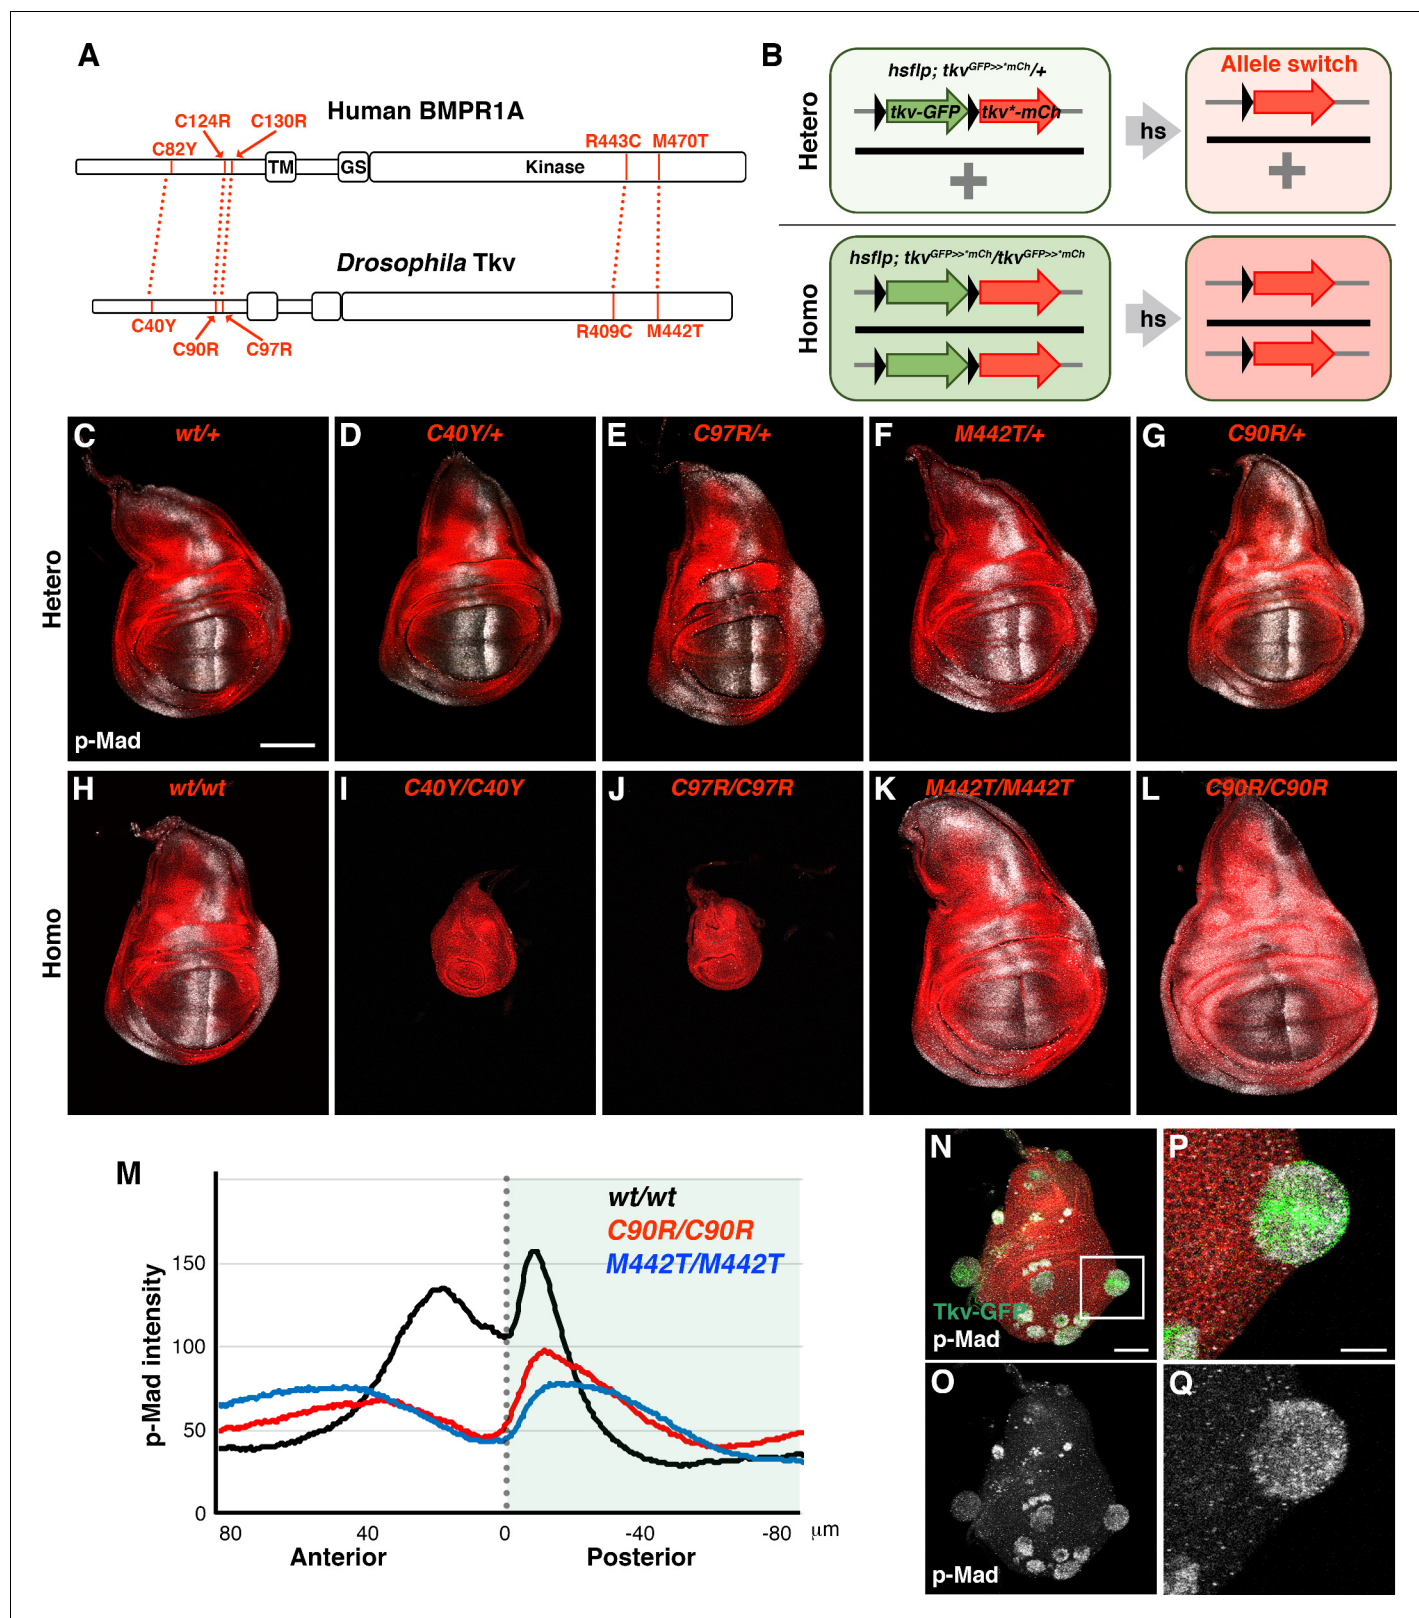 A
Human BMPR1A
C124R
C130R
C82Y
R443C
M470T
TM
GS
Kinase
Drosophila Tkv
C40Y
C90R
C97R
R409C
M442T
B
Hetero
hsflp; tkvGFP>>*mCh/+
tkv-GFP
tkv*-mCh
hs
Allele switch
Homo
hsflp; tkvGFP>>*mCh/tkvGFP>>*mCh
hs
Hetero
C
wt/+
p-Mad
D
C40Y/+
E
C97R/+
F
M442T/+
G
C90R/+
Homo
H
wt/wt
I
C40Y/C40Y
J
C97R/C97R
K
M442T/M442T
L
C90R/C90R
M
wt/wt
C90R/C90R
M442T/M442T
p-Mad intensity
150
100
50
0
80
40
0
-40
-80
µm
Anterior
Posterior
N
Tkv-GFP
p-Mad
P
O
p-Mad
Q